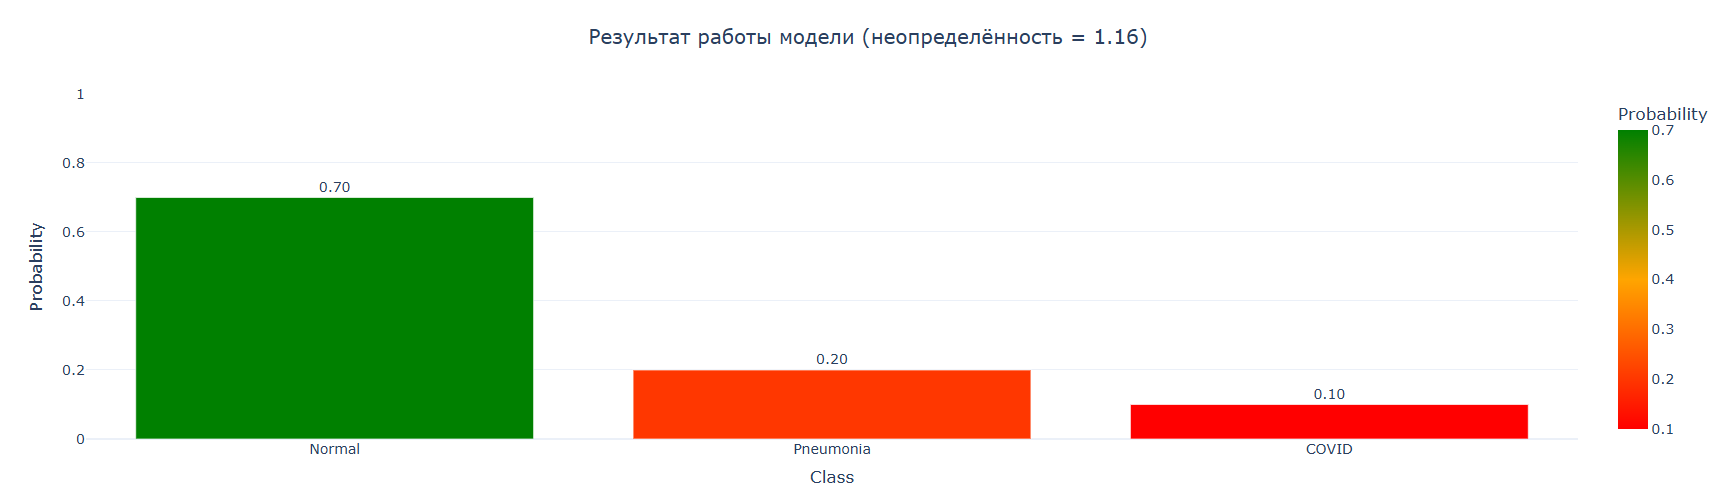 Результат работы модели (неопределённость = 1.16)
Probability
1
0.8
0.6
0.4
0.2
0
0.70
0.20
0.10
Normal
Pneumonia
COVID
Class
Probability
0.7
0.6
0.5
0.4
0.3
0.2
0.1